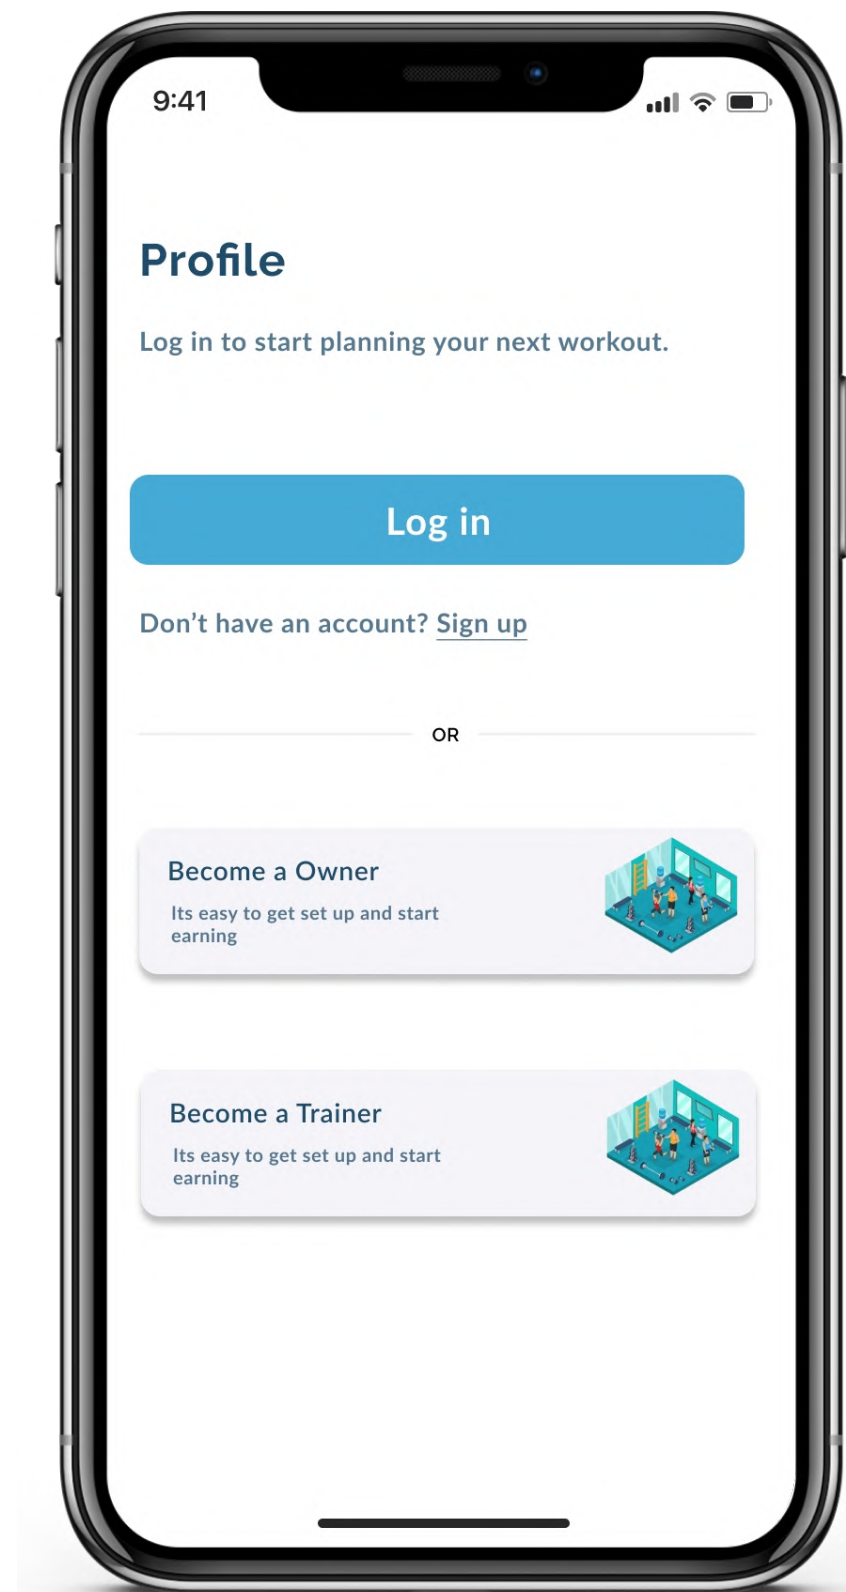 9:41
Profile
Log in to start planning your next workout.
Log in
Don’t have an account? Sign up
OR
Become a Owner
Its easy to get set up and start
earning
Become a Trainer
Its easy to get set up and start
earning